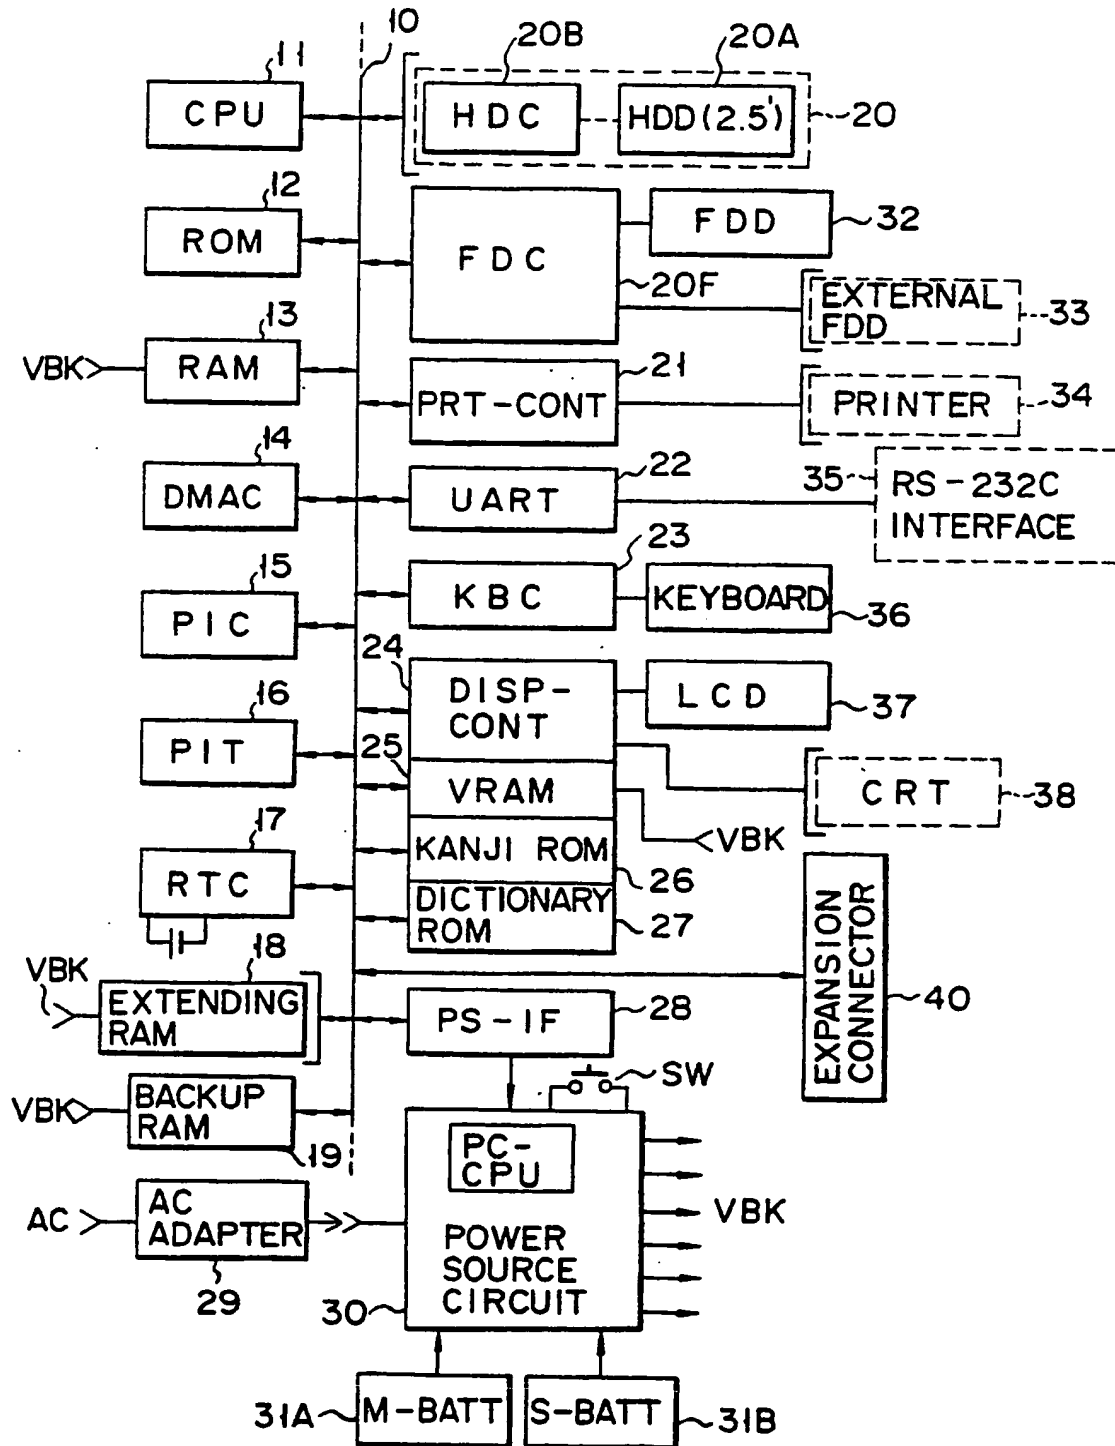 10
20B
20A
11
CPU
HDC
HDD (2.5')
20
12
ROM
FDC
FDD
32
20F
EXTERNAL
FDD
33
13
VBK
RAM
21
PRT-CONT
PRINTER
34
14
DMAC
22
UART
35
RS-232C
INTERFACE
15
PIC
23
KBC
KEYBOARD
36
24
16
PIT
DISP-
CONT
LCD
37
25
VRAM
CRT
38
VBK
17
RTC
KANJI ROM
26
DICTIONARY
ROM
27
EXPANSION
CONNECTOR
40
VBK
18
EXTENDING
RAM
PS-IF
28
SW
VBK
BACKUP
RAM
19
PC-
CPU
VBK
AC
AC
ADAPTER
29
POWER
SOURCE
CIRCUIT
30
31A
M-BATT
S-BATT
31B